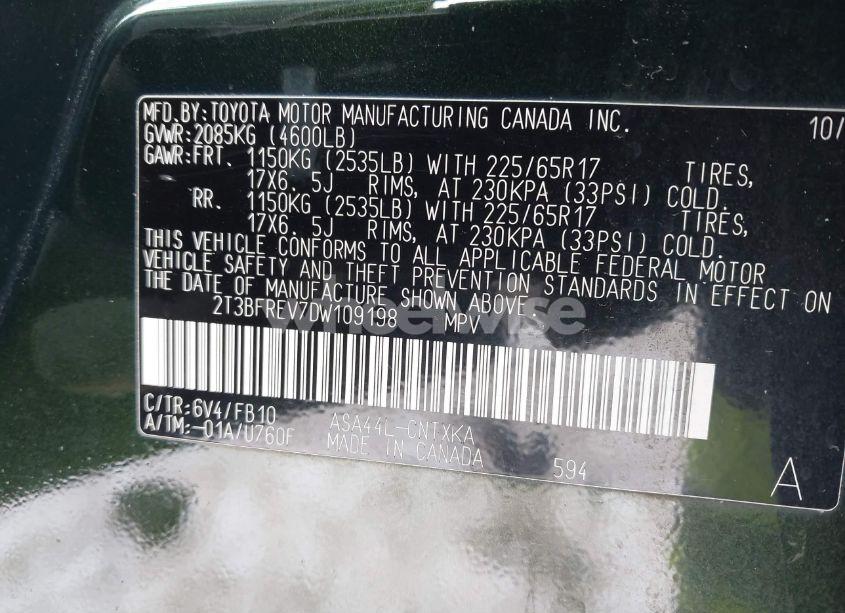 MFD.BY:TOYOTA MOTOR MANUFACTURING CANADA INC. 10/
GVWR:2085KG (4600LB)
GAWR:FRT. 1150KG (2535LB) WITH 225/65R17 TIRES,
17X6.5J RIMS, AT 230KPA (33PSI) COLD.
RR. 1150KG (2535LB) WITH 225/65R17 TIRES,
17X6.5J RIMS, AT 230KPA (33PSI) COLD.
THIS VEHICLE CONFORMS TO ALL APPLICABLE FEDERAL MOTOR
VEHICLE SAFETY AND THEFT PREVENTION STANDARDS IN EFFECT ON
THE DATE OF MANUFACTURE SHOWN ABOVE.
wheelwise
2T3BFREV7DW109198 MPV
C/TR:6V4/FB10 ASA44L-CNTXKA
A/TM:-01A/U760F MADE IN CANADA 594 A